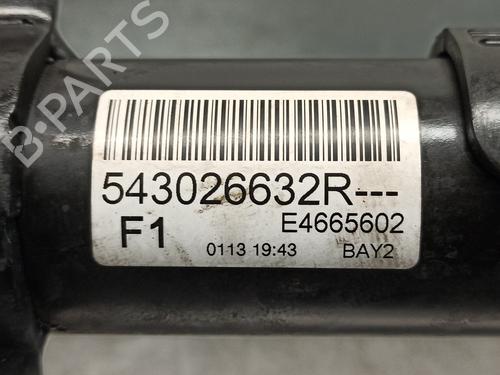 B-PARTS
543026632R---
F1 E4665602
0113 19:43 BAY2